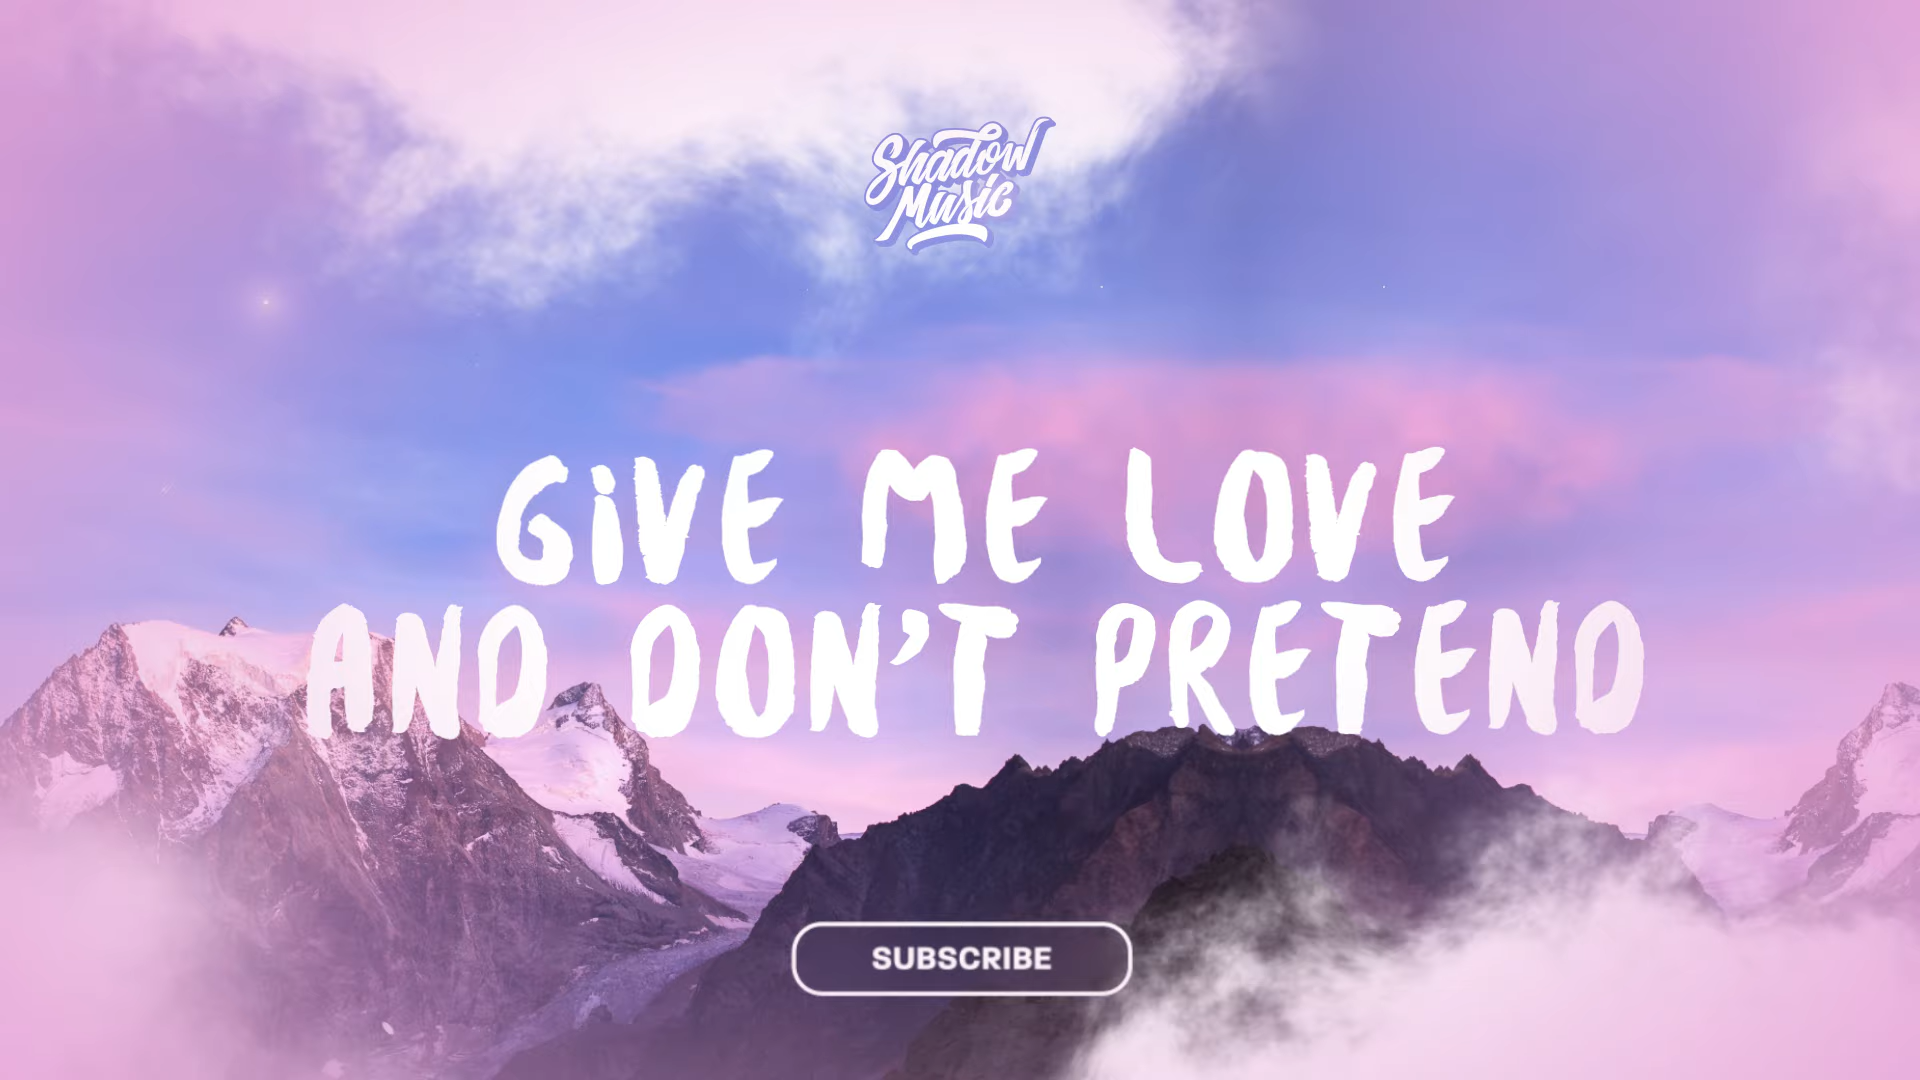 Shadow
Music
GiVE ME LOVE
AND DON'T PRETEND
SUBSCRIBE